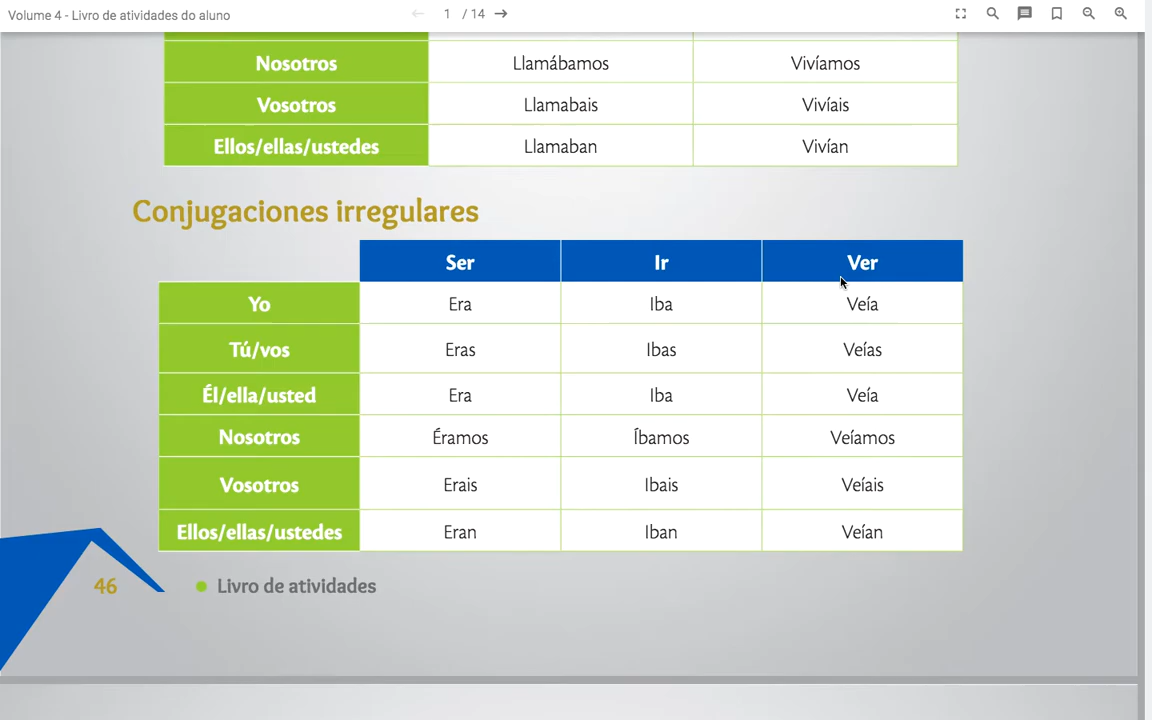 Volume 4 - Livro de atividades do aluno
1 / 14
Nosotros Llamábamos Vivíamos
Vosotros Llamabais Vivíais
Ellos/ellas/ustedes Llamaban Vivían
Conjugaciones irregulares
Ser Ir Ver
Yo Era Iba Veía
Tú/vos Eras Ibas Veías
Él/ella/usted Era Iba Veía
Nosotros Éramos Íbamos Veíamos
Vosotros Erais Ibais Veíais
Ellos/ellas/ustedes Eran Iban Veían
46 Livro de atividades